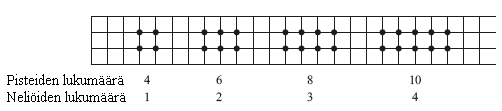 Pisteiden lukumäärä 4 6 8 10
Neliöiden lukumäärä 1 2 3 4